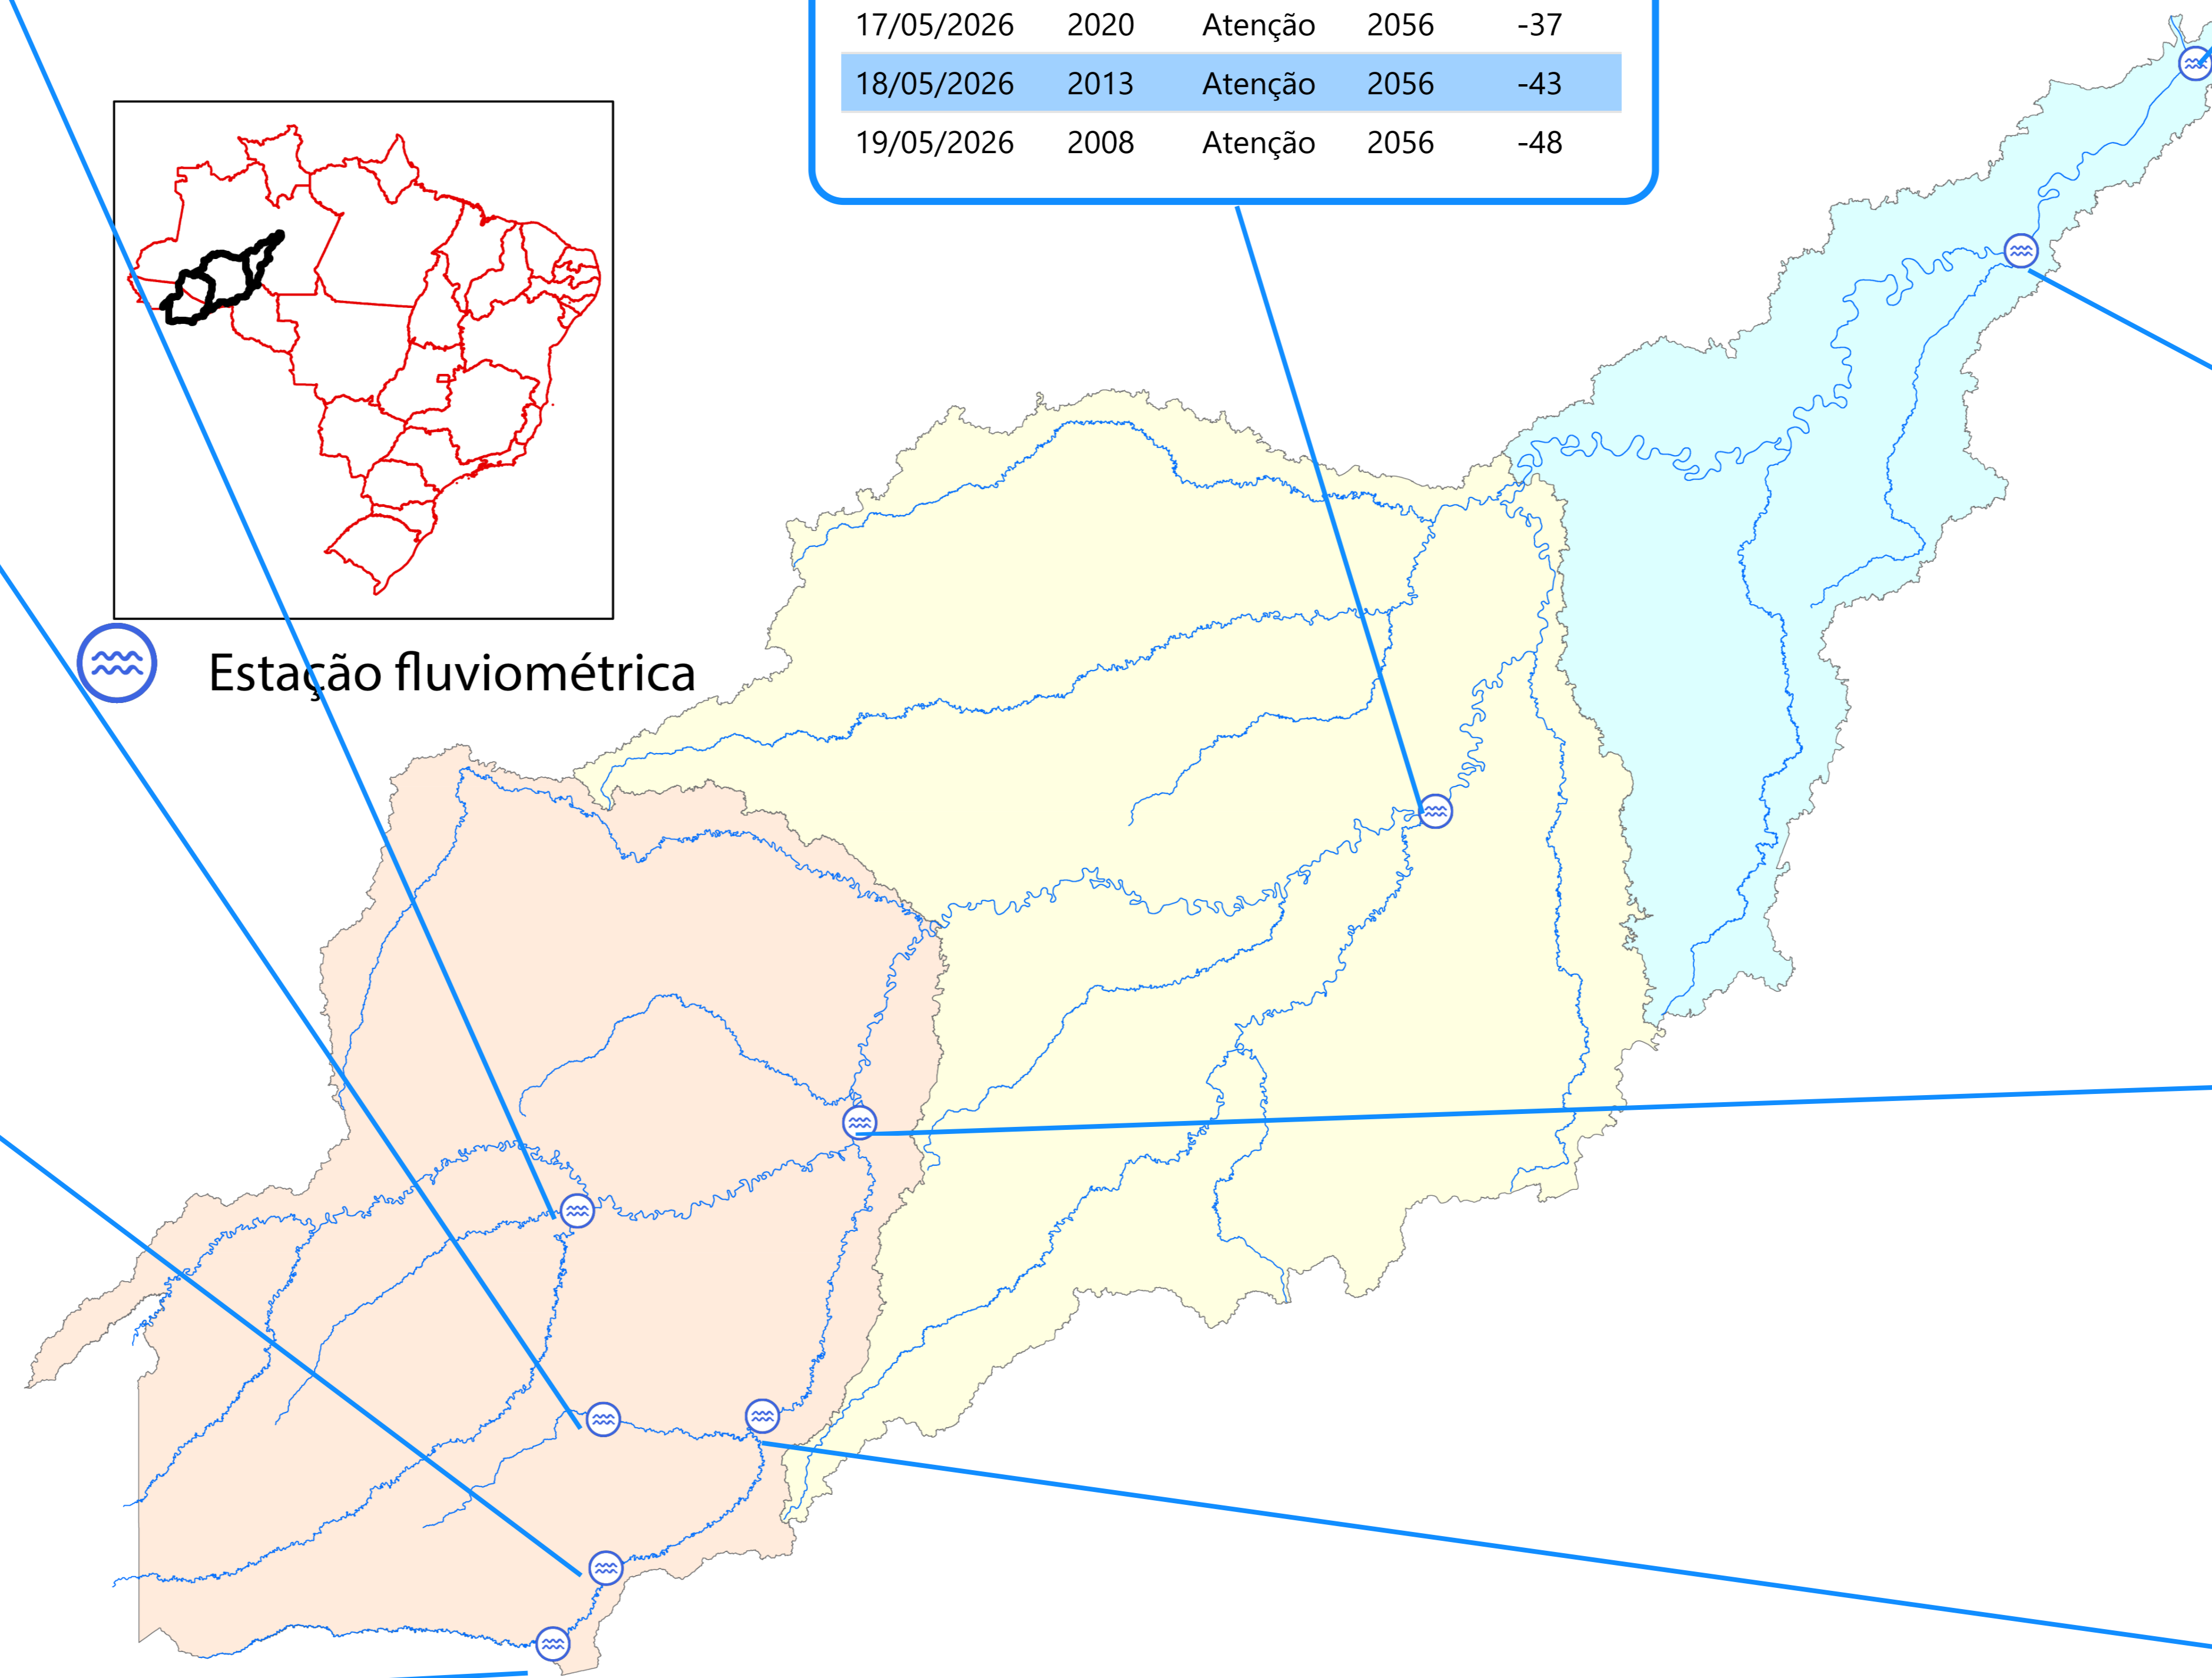 17/05/2026 2020 Atenção 2056 -37
18/05/2026 2013 Atenção 2056 -43
19/05/2026 2008 Atenção 2056 -48
Estação fluviométrica